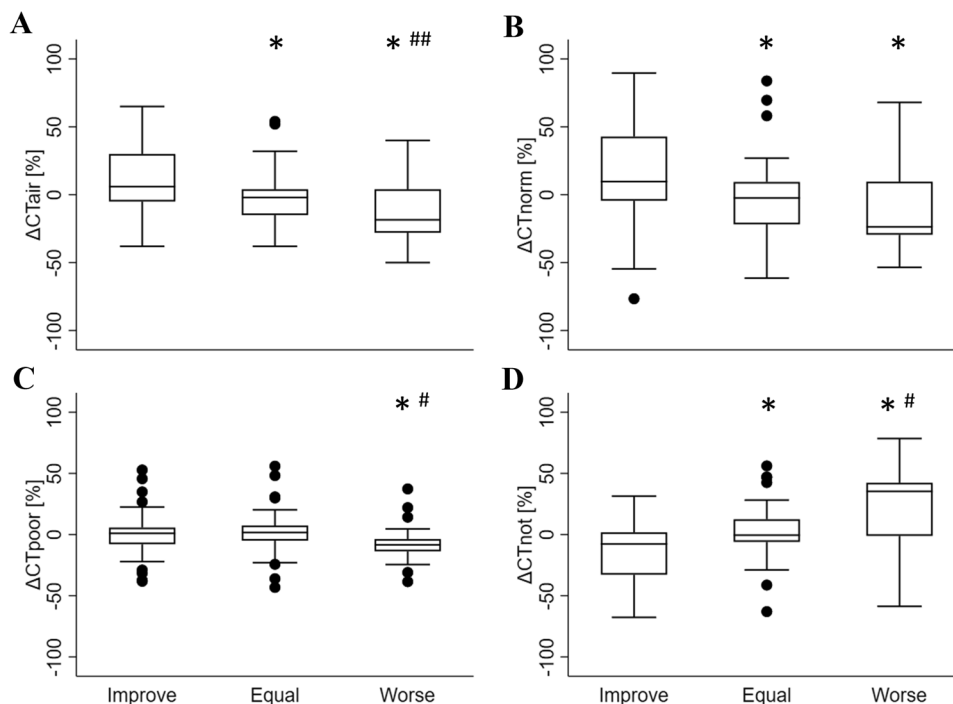 A
B
* * ##
* *
ΔCTair [%]
100
50
0
-50
-100
ΔCTnorm [%]
100
50
0
-50
-100
C
D
* #
* * #
ΔCTpoor [%]
100
50
0
-50
-100
ΔCTnot [%]
100
50
0
-50
-100
Improve Equal Worse
Improve Equal Worse